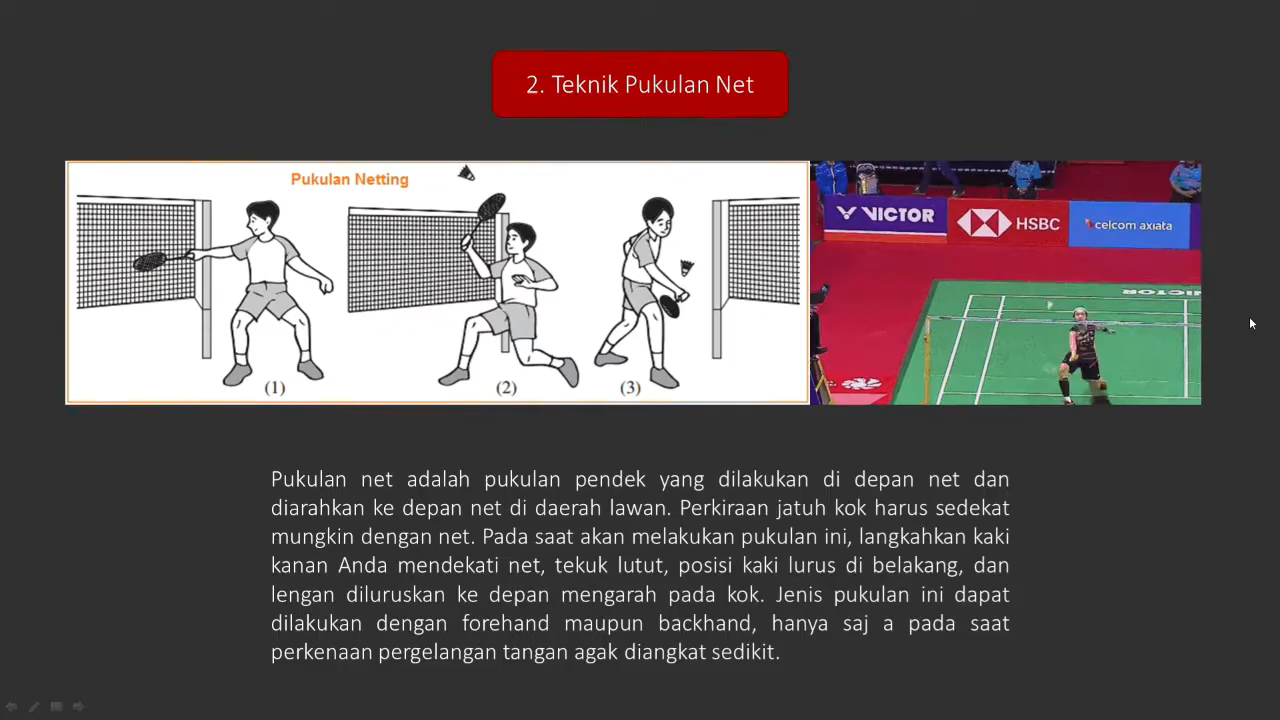 2. Teknik Pukulan Net
Pukulan Netting
(1)
(2)
(3)
VICTOR
HSBC
celcom axiata
VICTOR
Pukulan net adalah pukulan pendek yang dilakukan di depan net dan
diarahkan ke depan net di daerah lawan. Perkiraan jatuh kok harus sedekat
mungkin dengan net. Pada saat akan melakukan pukulan ini, langkahkan kaki
kanan Anda mendekati net, tekuk lutut, posisi kaki lurus di belakang, dan
lengan diluruskan ke depan mengarah pada kok. Jenis pukulan ini dapat
dilakukan dengan forehand maupun backhand, hanya saj a pada saat
perkenaan pergelangan tangan agak diangkat sedikit.